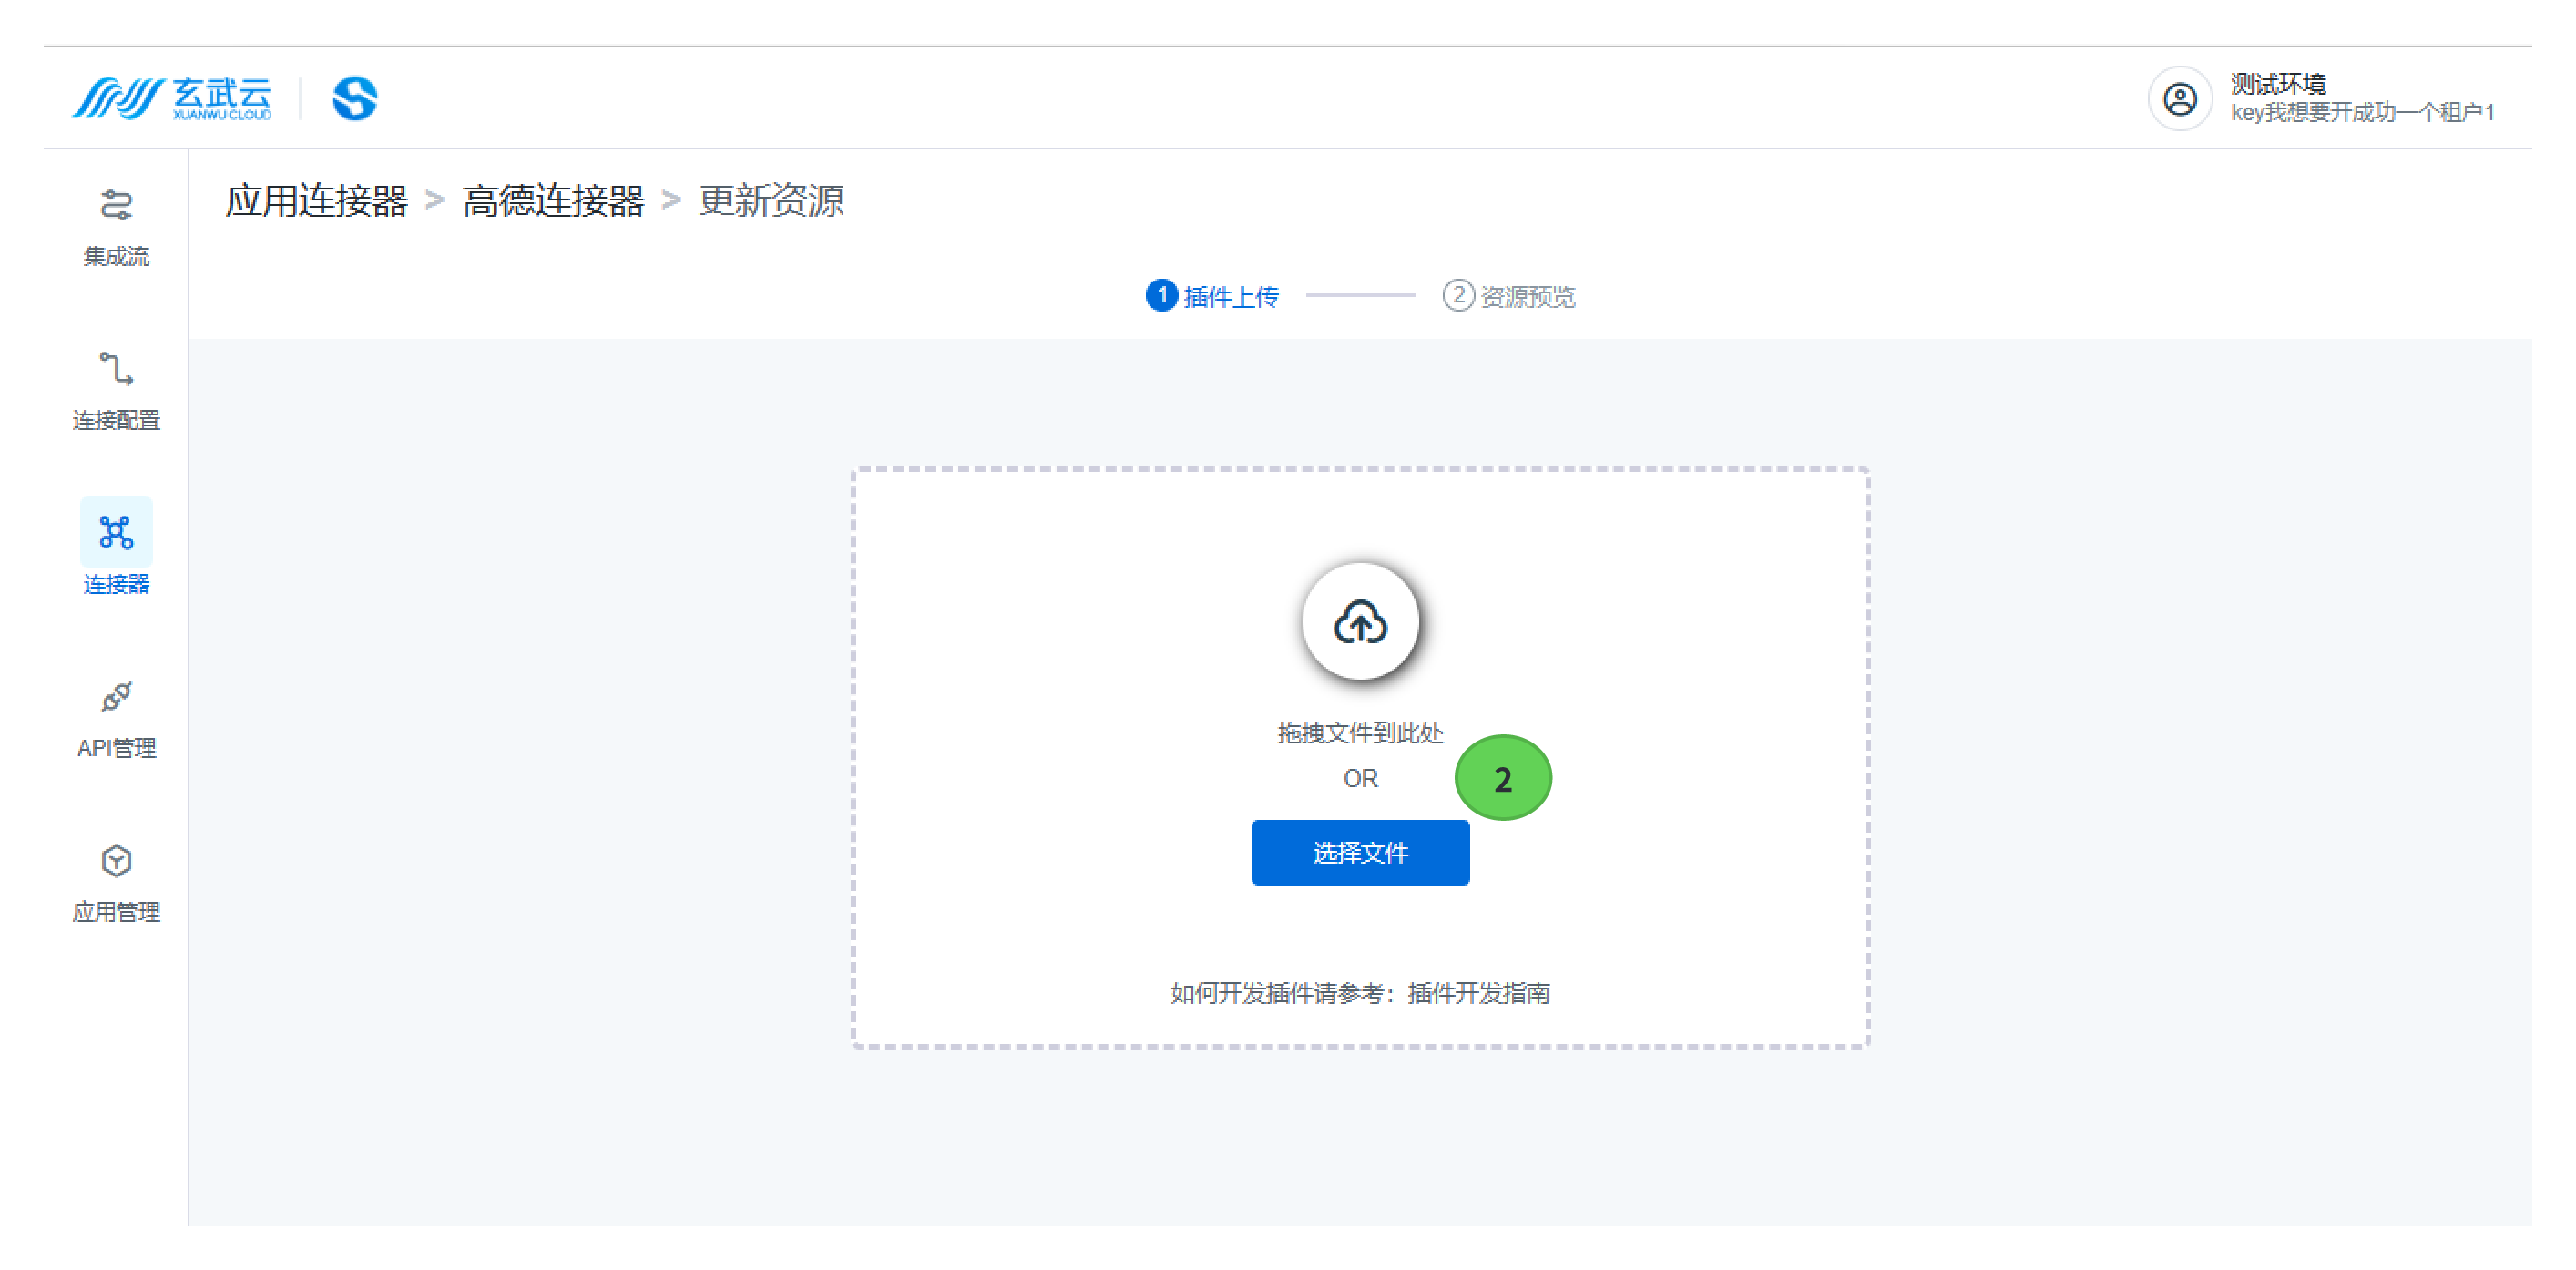 玄武云
XUANWU CLOUD
测试环境
key我想要开成功一个租户1
集成流
连接配置
连接器
API管理
应用管理
应用连接器 > 高德连接器 > 更新资源
1 插件上传
2 资源预览
拖拽文件到此处
OR
2
选择文件
如何开发插件请参考：插件开发指南